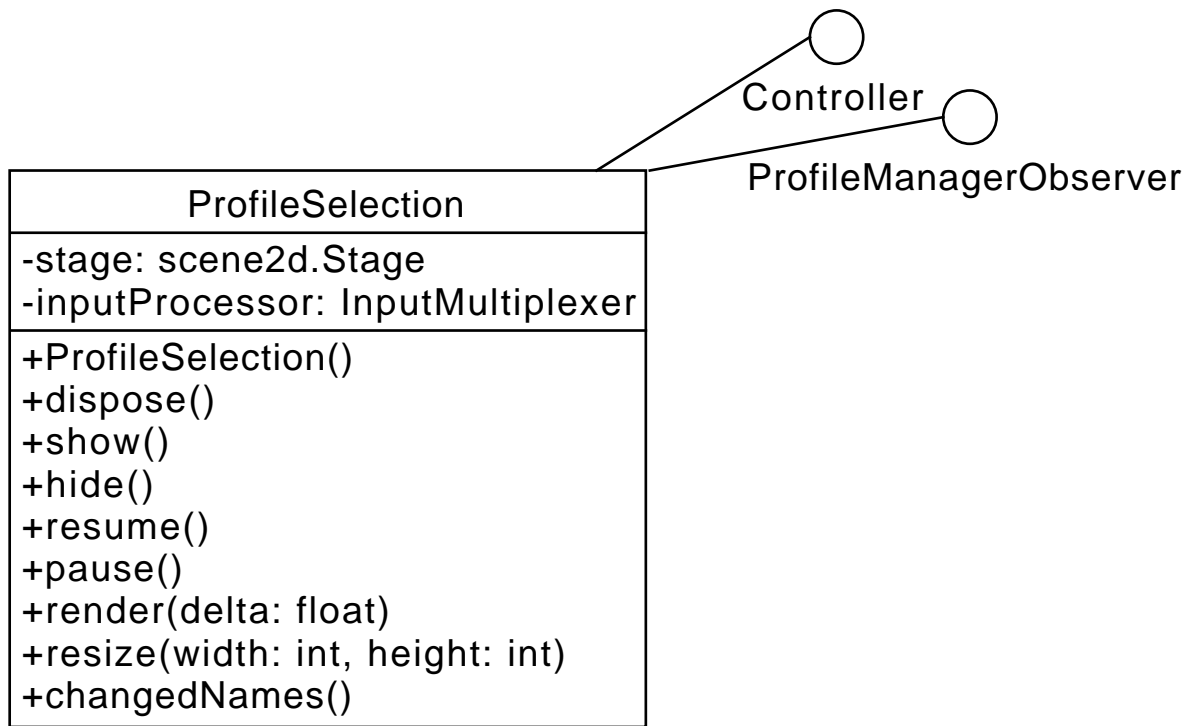 Controller
ProfileManagerObserver
ProfileSelection
-stage: scene2d.Stage
-inputProcessor: InputMultiplexer
+ProfileSelection()
+dispose()
+show()
+hide()
+resume()
+pause()
+render(delta: float)
+resize(width: int, height: int)
+changedNames()